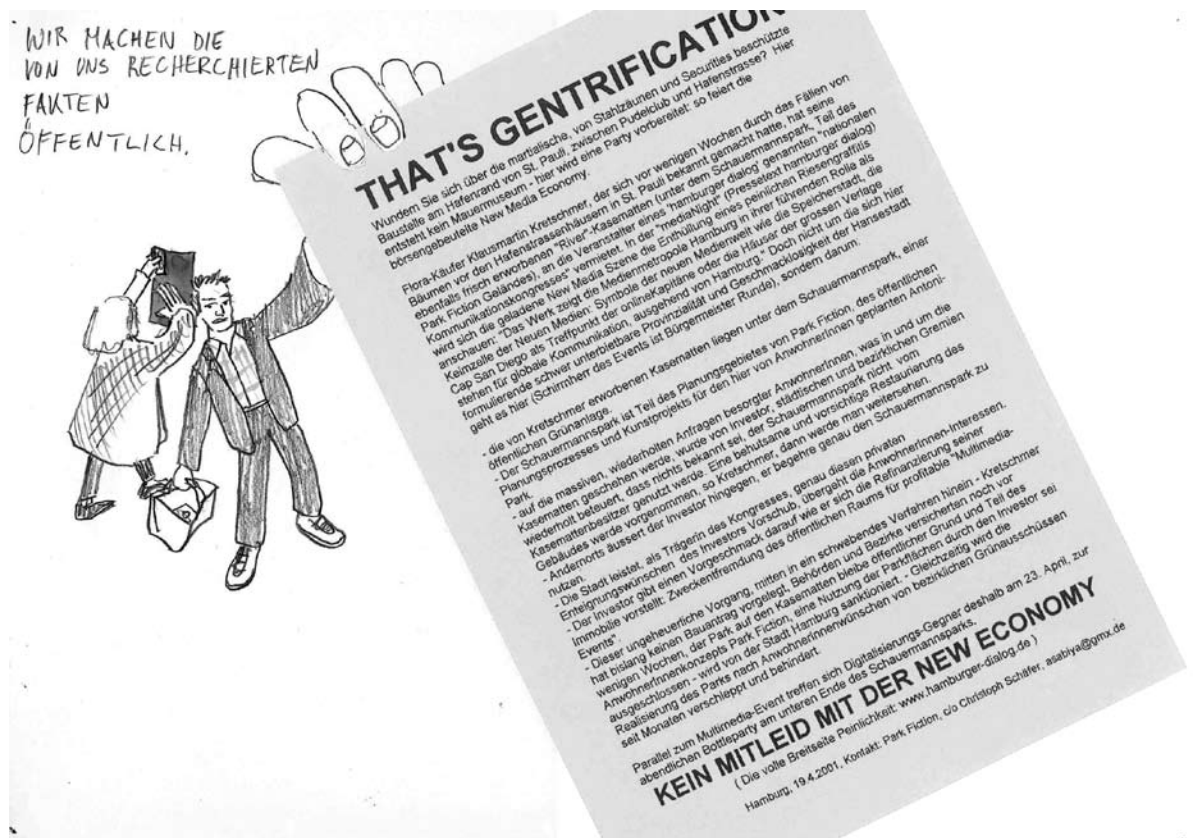 WIR MACHEN DIE
VON UNS RECHERCHIERTEN
FAKTEN
ÖFFENTLICH.
THAT'S GENTRIFICATION
Wundern Sie sich über die martialische, von Stahlzäunen und Securities beschützte
Baustelle am Hafenrand von St. Pauli, zwischen Pudelclub und Hafenstrasse? Hier
entsteht kein Mauermuseum - hier wird eine Party vorbereitet: so feiert die
börsengebeutelte New Media Economy.
Flora-Käufer Klausmartin Kretschmer, der sich vor wenigen Wochen durch das Fällen von
Bäumen vor den Hafenstrassenhäusern in St. Pauli bekannt gemacht hatte, hat seine
ebenfalls frisch erworbenen "River"-Kasematten (unter dem Schauermannspark, Teil des
Park Fiction Geländes), an die Veranstalter eines 'hamburger dialog' genannten "nationalen
Kommunikationskongresses" vermietet. In der "mediaNight" (Pressetext hamburger dialog)
wird sich die geladene New Media Szene die Enthüllung eines peinlichen Riesengraffitis
anschauen: "Das Werk zeigt die Medienmetropole Hamburg in ihrer führenden Rolle als
Keimzelle der Neuen Medien: Symbole der neuen Medienwelt wie die Speicherstadt, die
Cap San Diego als Treffpunkt der onlineKapitäne oder die Häuser der grossen Verlage
stehen für globale Kommunikation, ausgehend von Hamburg." Doch nicht um die sich hier
formulierende schwer unterbietbare Provinzialität und Geschmacklosigkeit der Hansestadt
geht es hier (Schirmherr des Events ist Bürgermeister Runde), sondern darum:
- die von Kretschmer erworbenen Kasematten liegen unter dem Schauermannspark, einer
öffentlichen Grünanlage.
- Der Schauermannspark ist Teil des Planungsgebietes von Park Fiction, des öffentlichen
Planungsprozesses und Kunstprojekts für den hier von AnwohnerInnen geplanten Antoni-
Park.
- auf die massiven, wiederholten Anfragen besorgter AnwohnerInnen, was in und um die
Kasematten geschehen werde, wurde von Investor, städtischen und bezirklichen Gremien
wiederholt beteuert, dass nichts bekannt sei, der Schauermannspark nicht vom
Kasemattenbesitzer genutzt werde. Eine behutsame und vorsichtige Restaurierung des
Gebäudes werde vorgenommen, so Kretschmer, dann werde man weitersehen.
- Andernorts äussert der Investor hingegen, er begehre genau den Schauermannspark zu
nutzen.
- Die Stadt leistet, als Trägerin des Kongresses, genau diesen privaten
Enteignungswünschen des Investors Vorschub, übergeht die AnwohnerInnen-Interessen.
- Der Investor gibt einen Vorgeschmack darauf wie er sich die Refinanzierung seiner
Immobilie vorstellt: Zweckentfremdung des öffentlichen Raums für profitable "Multimedia-
Events".
- Dieser ungeheuerliche Vorgang, mitten in ein schwebendes Verfahren hinein - Kretschmer
hat bislang keinen Bauantrag vorgelegt, Behörden und Bezirke versicherten noch vor
wenigen Wochen, der Park auf den Kasematten bleibe öffentlicher Grund und Teil des
AnwohnerInnenkonzepts Park Fiction, eine Nutzung der Parkflächen durch den Investor sei
ausgeschlossen - wird von der Stadt Hamburg sanktioniert. - Gleichzeitig wird die
Realisierung des Parks nach AnwohnerInnenwünschen von bezirklichen Grünausschüssen
seit Monaten verschleppt und behindert.
Parallel zum Multimedia-Event treffen sich Digitalisierungs-Gegner deshalb am 23. April, zur
abendlichen Bottleparty am unteren Ende des Schauermannsparks.
KEIN MITLEID MIT DER NEW ECONOMY
( Die volle Breitseite Peinlichkeit: www.hamburger-dialog.de )
Hamburg, 19.4.2001, Kontakt: Park Fiction, c/o Christoph Schäfer, asabiya@gmx.de